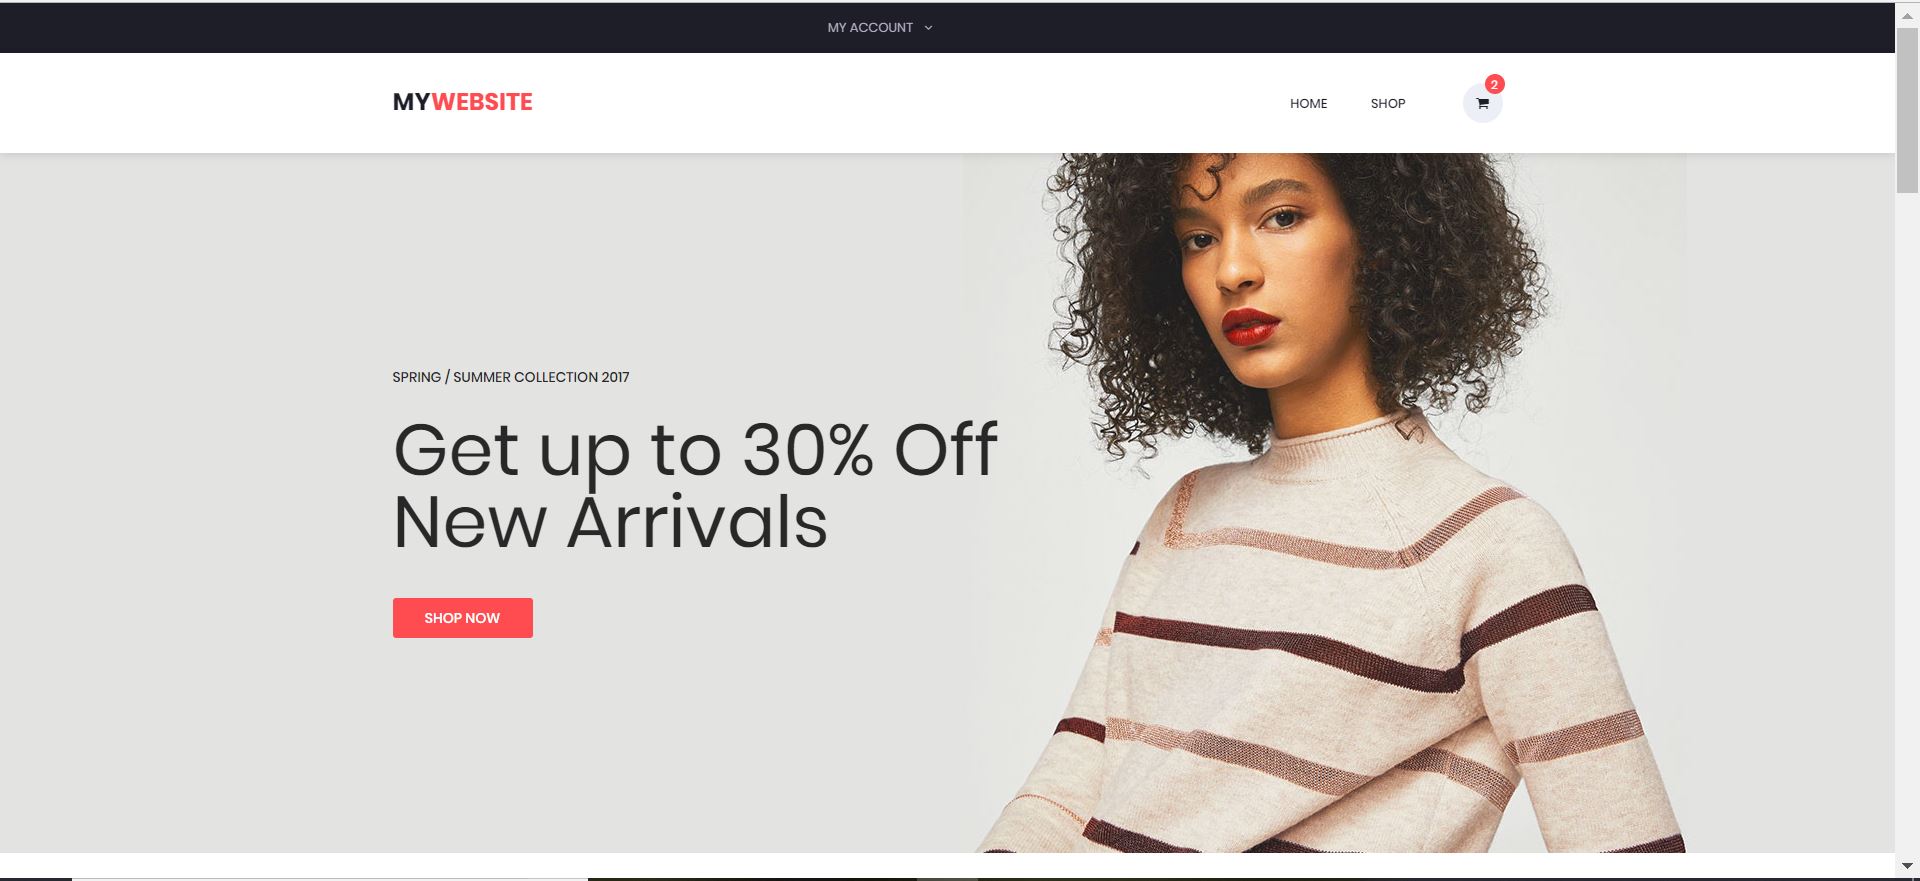 MY ACCOUNT
MYWEBSITE
HOME SHOP 2
SPRING / SUMMER COLLECTION 2017
Get up to 30% Off
New Arrivals
SHOP NOW